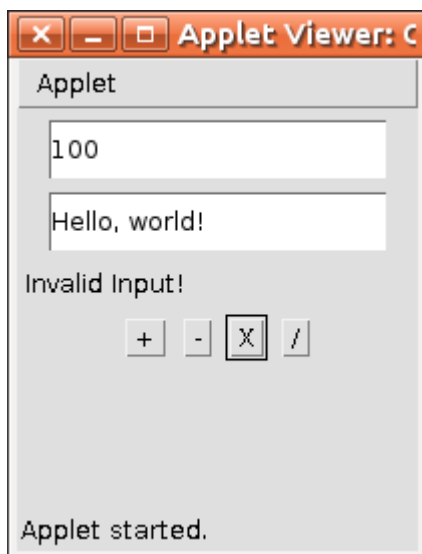 Applet Viewer: C
Applet
100
Hello, world!
Invalid Input!
+ - X /
Applet started.